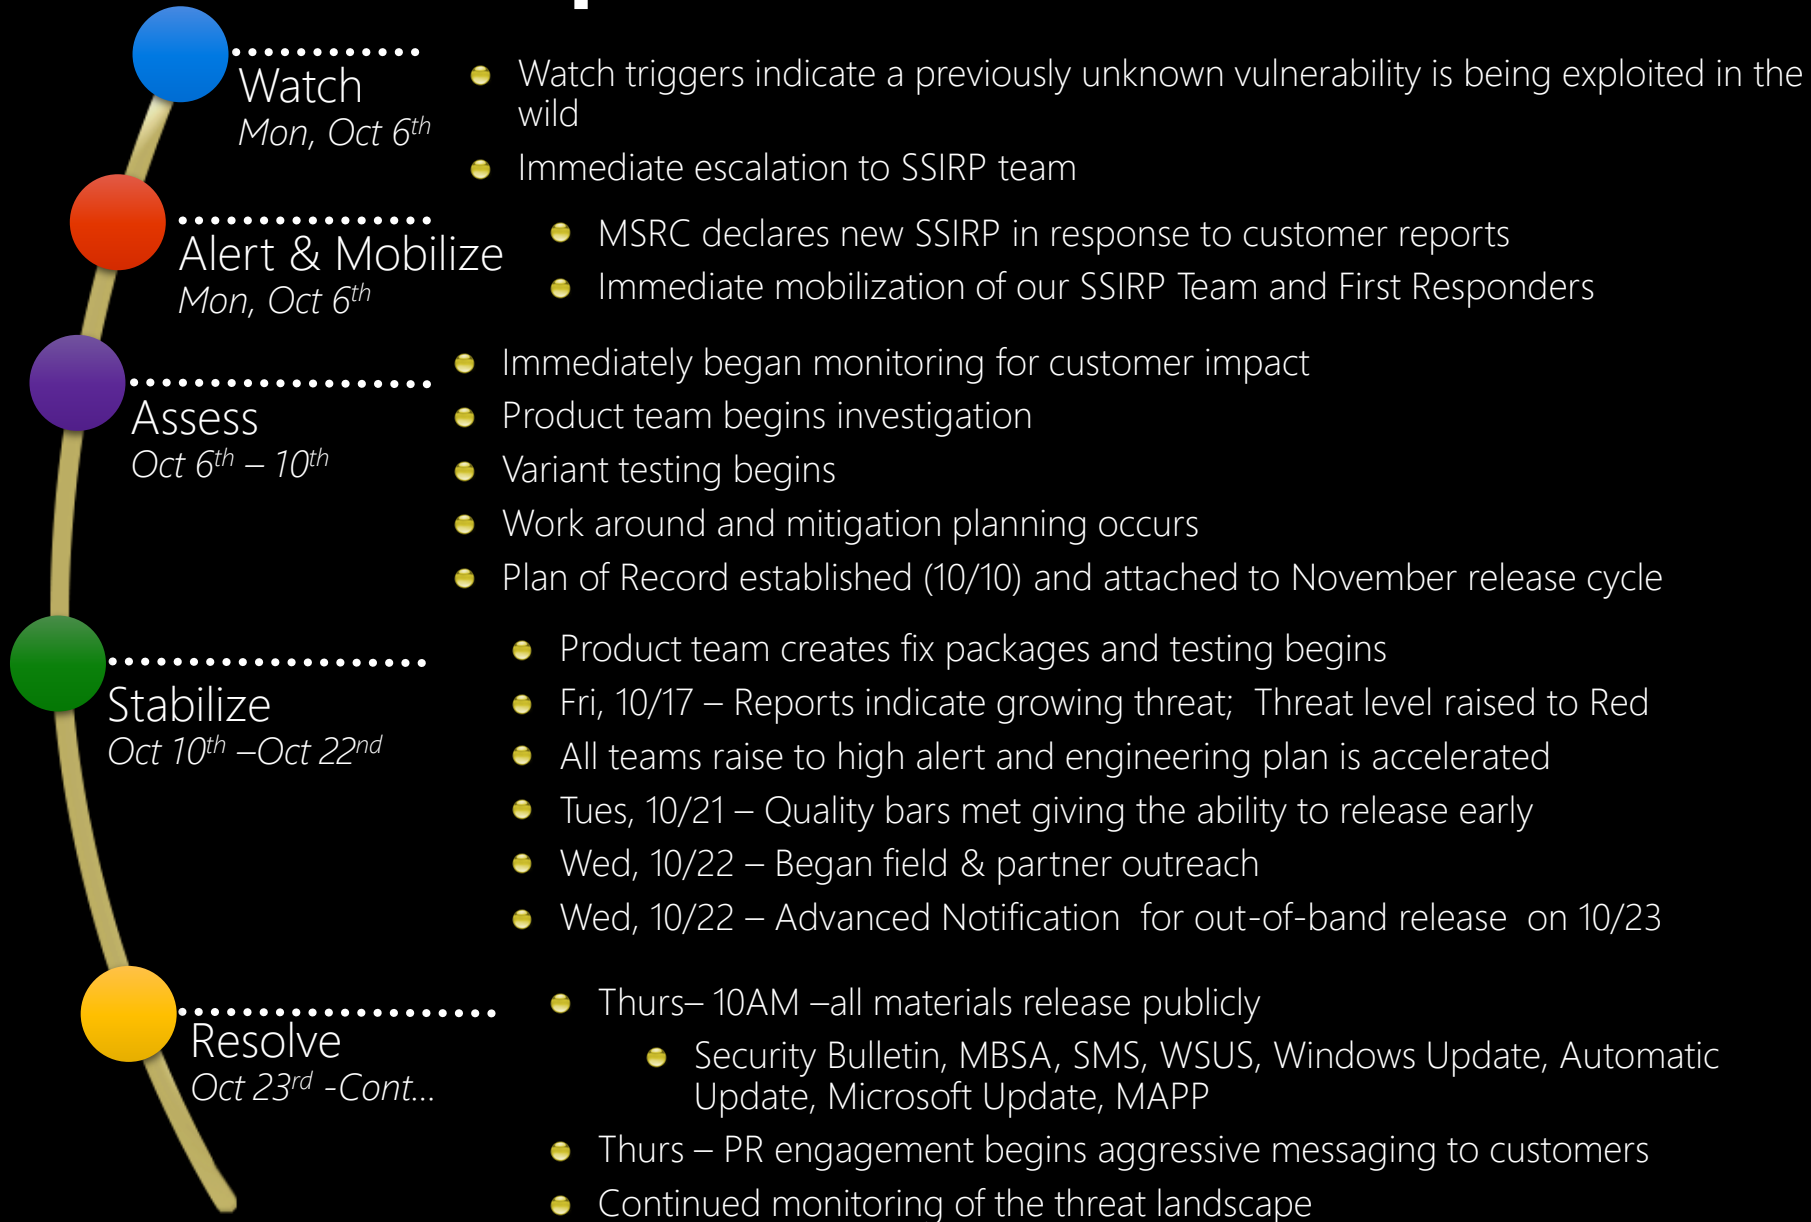 Watch
Mon, Oct 6th
Watch triggers indicate a previously unknown vulnerability is being exploited in the
wild
Immediate escalation to SSIRP team
Alert & Mobilize
Mon, Oct 6th
MSRC declares new SSIRP in response to customer reports
Immediate mobilization of our SSIRP Team and First Responders
Assess
Oct 6th – 10th
Immediately began monitoring for customer impact
Product team begins investigation
Variant testing begins
Work around and mitigation planning occurs
Plan of Record established (10/10) and attached to November release cycle
Stabilize
Oct 10th –Oct 22nd
Product team creates fix packages and testing begins
Fri, 10/17 – Reports indicate growing threat;  Threat level raised to Red
All teams raise to high alert and engineering plan is accelerated
Tues, 10/21 – Quality bars met giving the ability to release early
Wed, 10/22 – Began field & partner outreach
Wed, 10/22 – Advanced Notification  for out-of-band release  on 10/23
Resolve
Oct 23rd -Cont...
Thurs– 10AM –all materials release publicly
Security Bulletin, MBSA, SMS, WSUS, Windows Update, Automatic
Update, Microsoft Update, MAPP
Thurs – PR engagement begins aggressive messaging to customers
Continued monitoring of the threat landscape